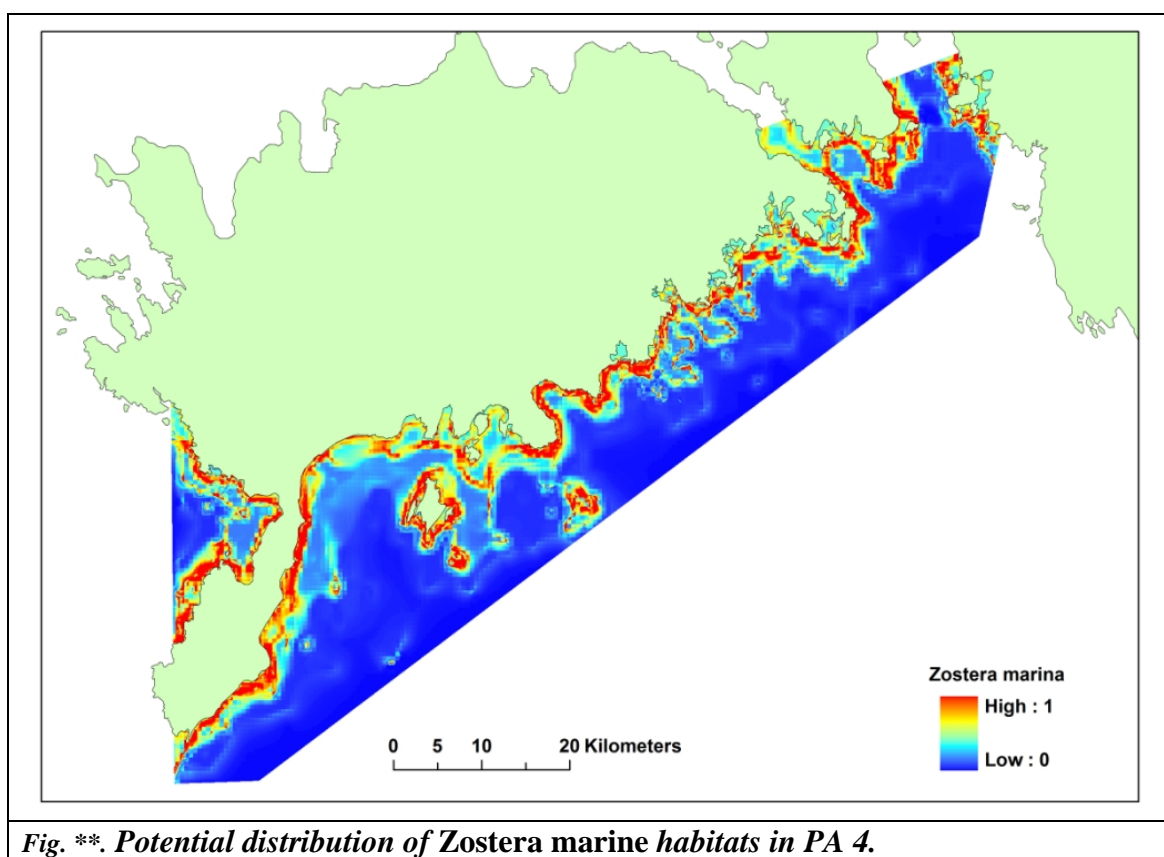 Zostera marina
High : 1
Low : 0
0 5 10 20 Kilometers
Fig. **. Potential distribution of Zostera marine habitats in PA 4.